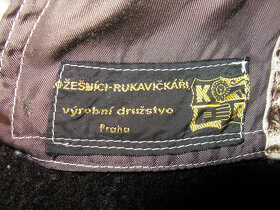 OŽEŠNÍCI-RUKAVIČKÁŘI
K
výrobní družstvo
Praha